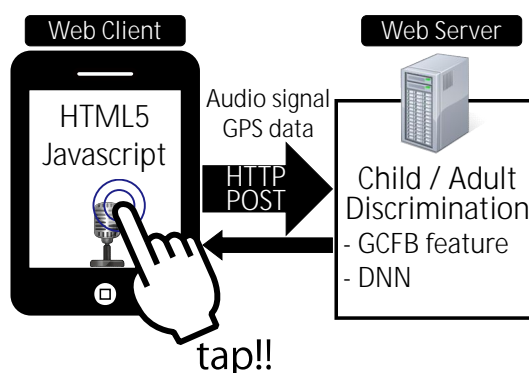 Web Client
Web Server
HTML5
Javascript
Audio signal
GPS data
HTTP
POST
Child / Adult
Discrimination
- GCFB feature
- DNN
tap!!